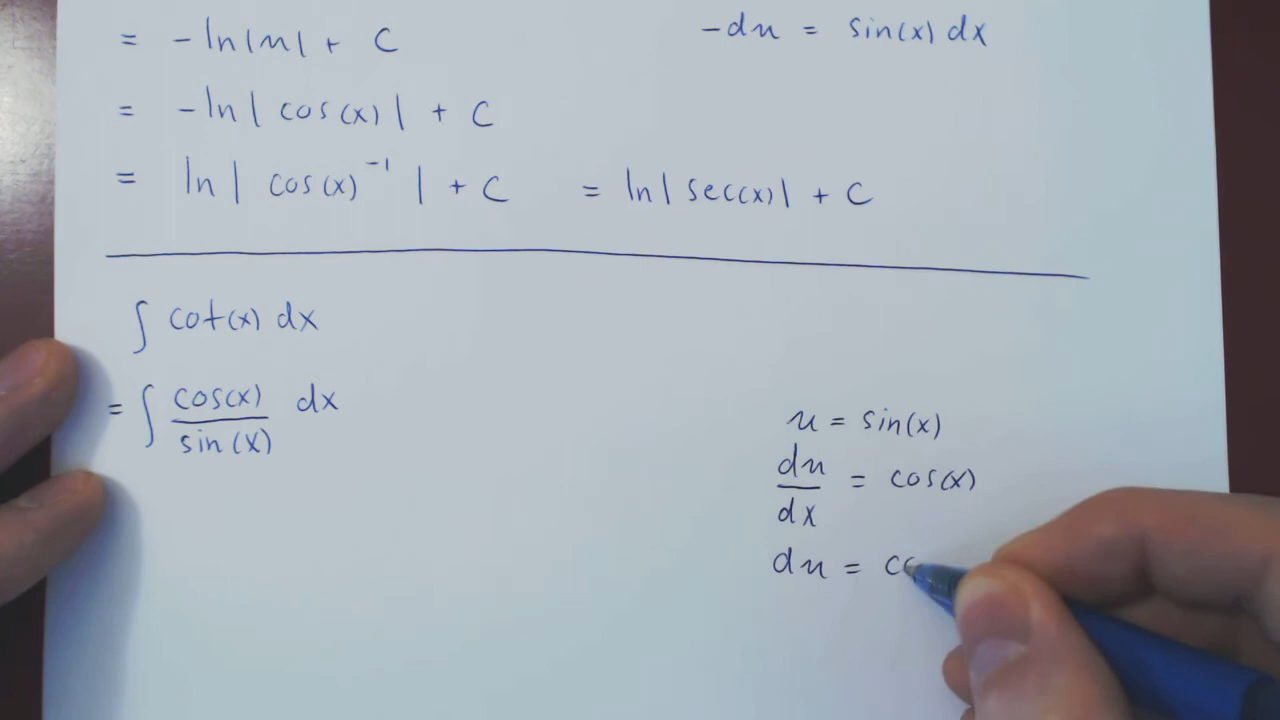 = -ln|u| + C
-du = sin(x) dx
= -ln| cos(x) | + C
= ln| cos(x)⁻¹ | + C = ln| sec(x)| + C
∫ cot(x) dx
= ∫ cos(x)/sin(x) dx
u = sin(x)
du/dx = cos(x)
du = co